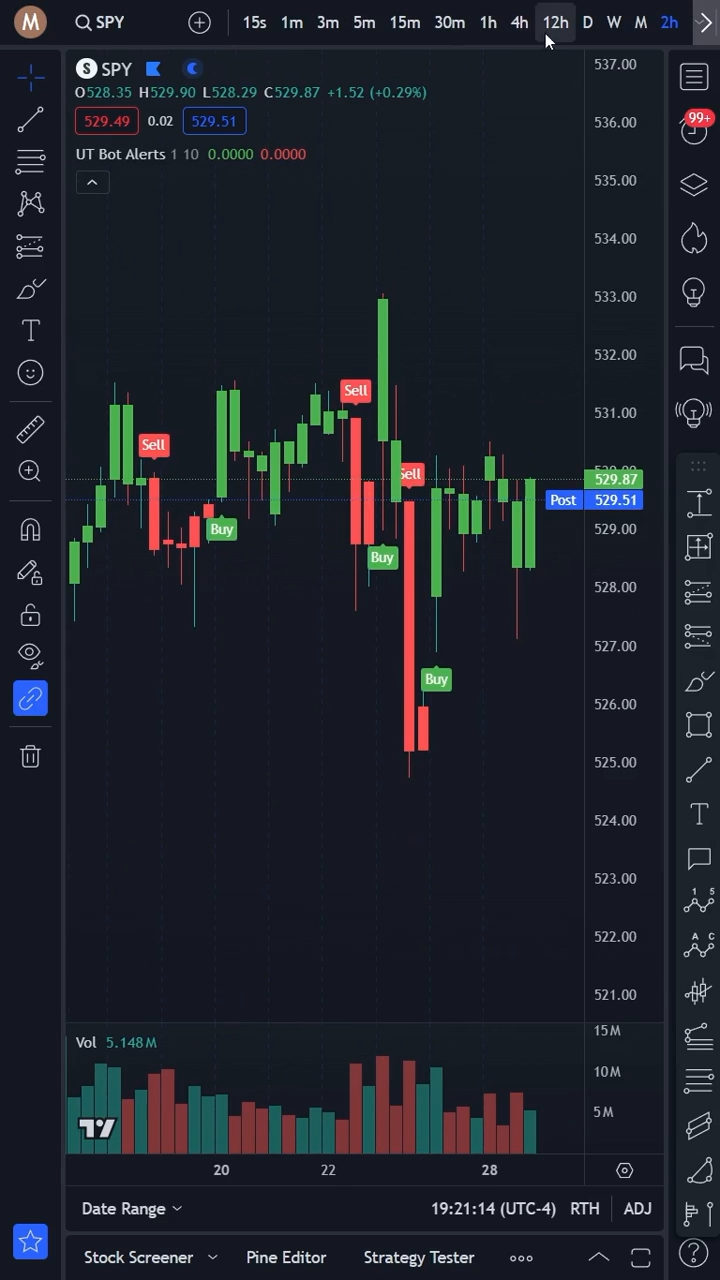 M SPY 15s 1m 3m 5m 15m 30m 1h 4h 12h D W M 2h
S SPY
O528.35 H529.90 L528.29 C529.87 +1.52 (+0.29%)
529.49 0.02 529.51
UT Bot Alerts 1 10 0.0000 0.0000
99+
537.00
536.00
535.00
534.00
533.00
532.00
531.00
529.87
Post 529.51
529.00
528.00
527.00
526.00
525.00
524.00
523.00
522.00
521.00
Sell
Sell
Sell
Buy
Buy
Buy
Vol 5.148M
15M
10M
5M
20 22 28
Date Range 19:21:14 (UTC-4) RTH ADJ
Stock Screener Pine Editor Strategy Tester
T
T
1 5
A C